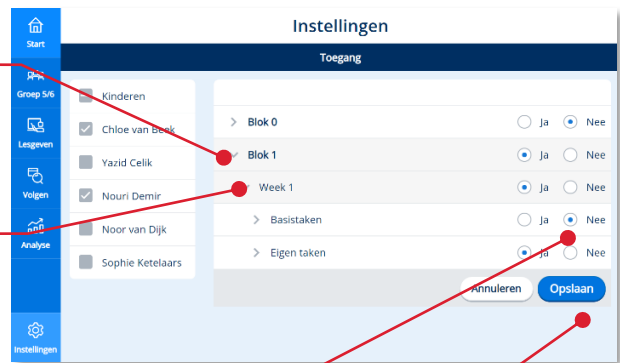 Instellingen
Toegang
Start
Groep 5/6
Lesgeven
Volgen
Analyse
Instellingen
Kinderen
Chloe van Beek
Yazid Celik
Nouri Demir
Noor van Dijk
Sophie Ketelaars
Blok 0 Ja Nee
Blok 1 Ja Nee
Week 1 Ja Nee
Basistaken Ja Nee
Eigen taken Ja Nee
Annuleren Opslaan